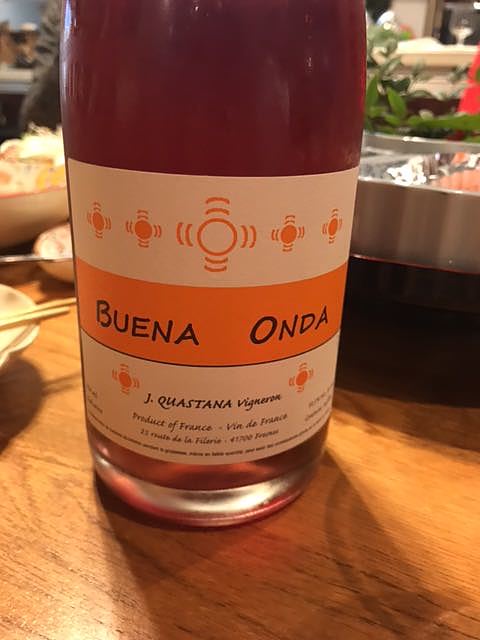 BUENA ONDA
J. QUASTANA Vigneron
Product of France - Vin de France
25 route de la Filerie - 41700 Fresnes